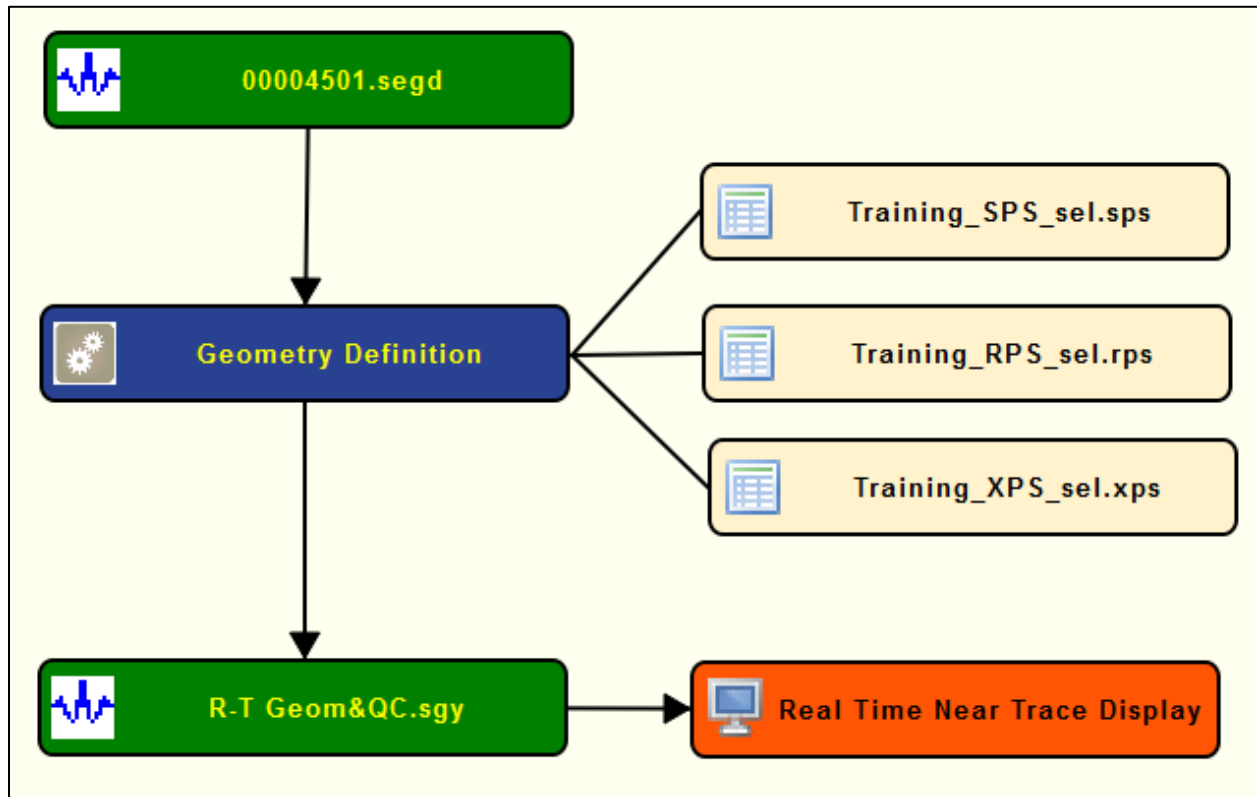 00004501.segd
Training_SPS_sel.sps
Geometry Definition
Training_RPS_sel.rps
Training_XPS_sel.xps
R-T Geom&QC.sgy
Real Time Near Trace Display